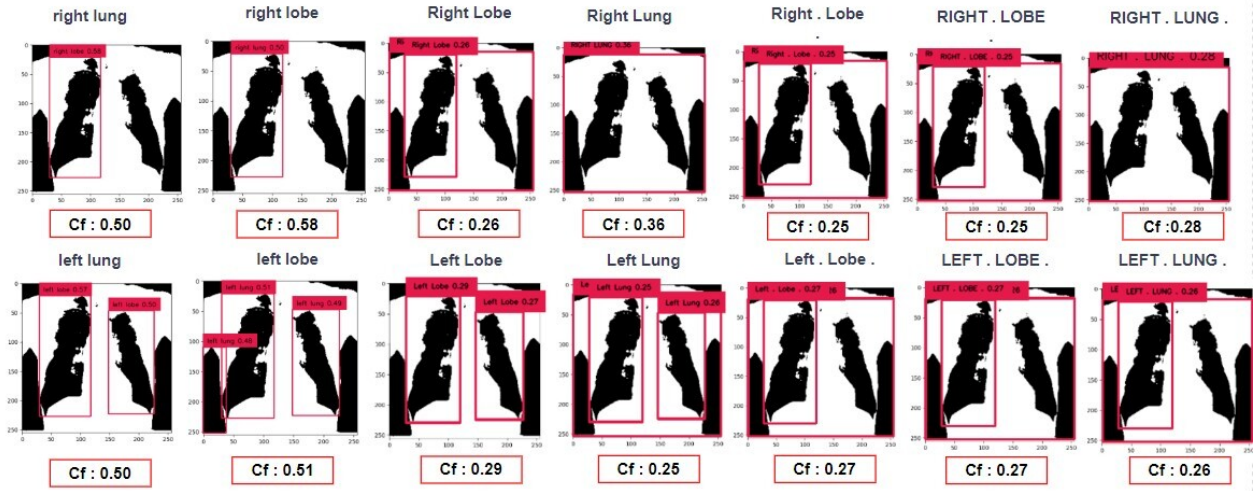 right lung
right lobe
Right Lobe
Right Lung
Right . Lobe
RIGHT . LOBE
RIGHT . LUNG .
right lobe 0.58
right lung 0.50
Right Lobe 0.26
RIGHT LUNG 0.36
Right . Lobe . 0.25
RIGHT . LOBE . 0.25
RIGHT . LUNG . 0.28
Cf : 0.50
Cf : 0.58
Cf : 0.26
Cf : 0.36
Cf : 0.25
Cf : 0.25
Cf :0.28
left lung
left lobe
Left Lobe
Left Lung
Left . Lobe .
LEFT . LOBE .
LEFT . LUNG .
left lobe 0.57
left lobe 0.50
left lung 0.51
left lung 0.49
left lung 0.46
Left Lobe 0.29
Left Lobe 0.27
Left Lung 0.25
Left Lung 0.26
Left . Lobe . 0.27
LEFT . LOBE . 0.27
LEFT . LUNG . 0.26
Cf : 0.50
Cf : 0.51
Cf : 0.29
Cf : 0.25
Cf : 0.27
Cf : 0.27
Cf : 0.26